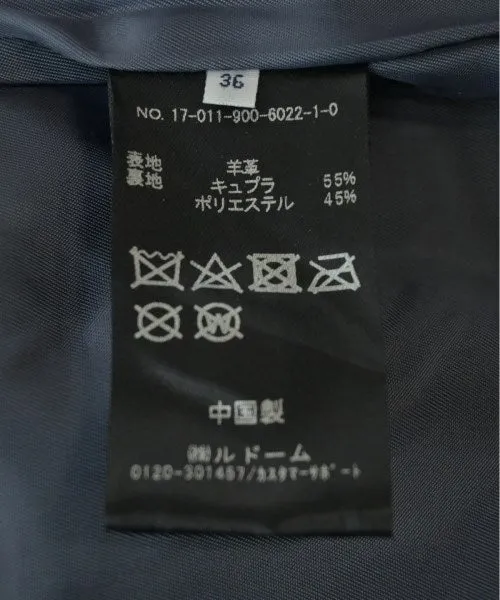 36
NO. 17-011-900-6022-1-0
表地 羊革
裏地 キュプラ 55%
ポリエステル 45%
中国製
㈱ルドーム
0120-301457/カスタマーサポート